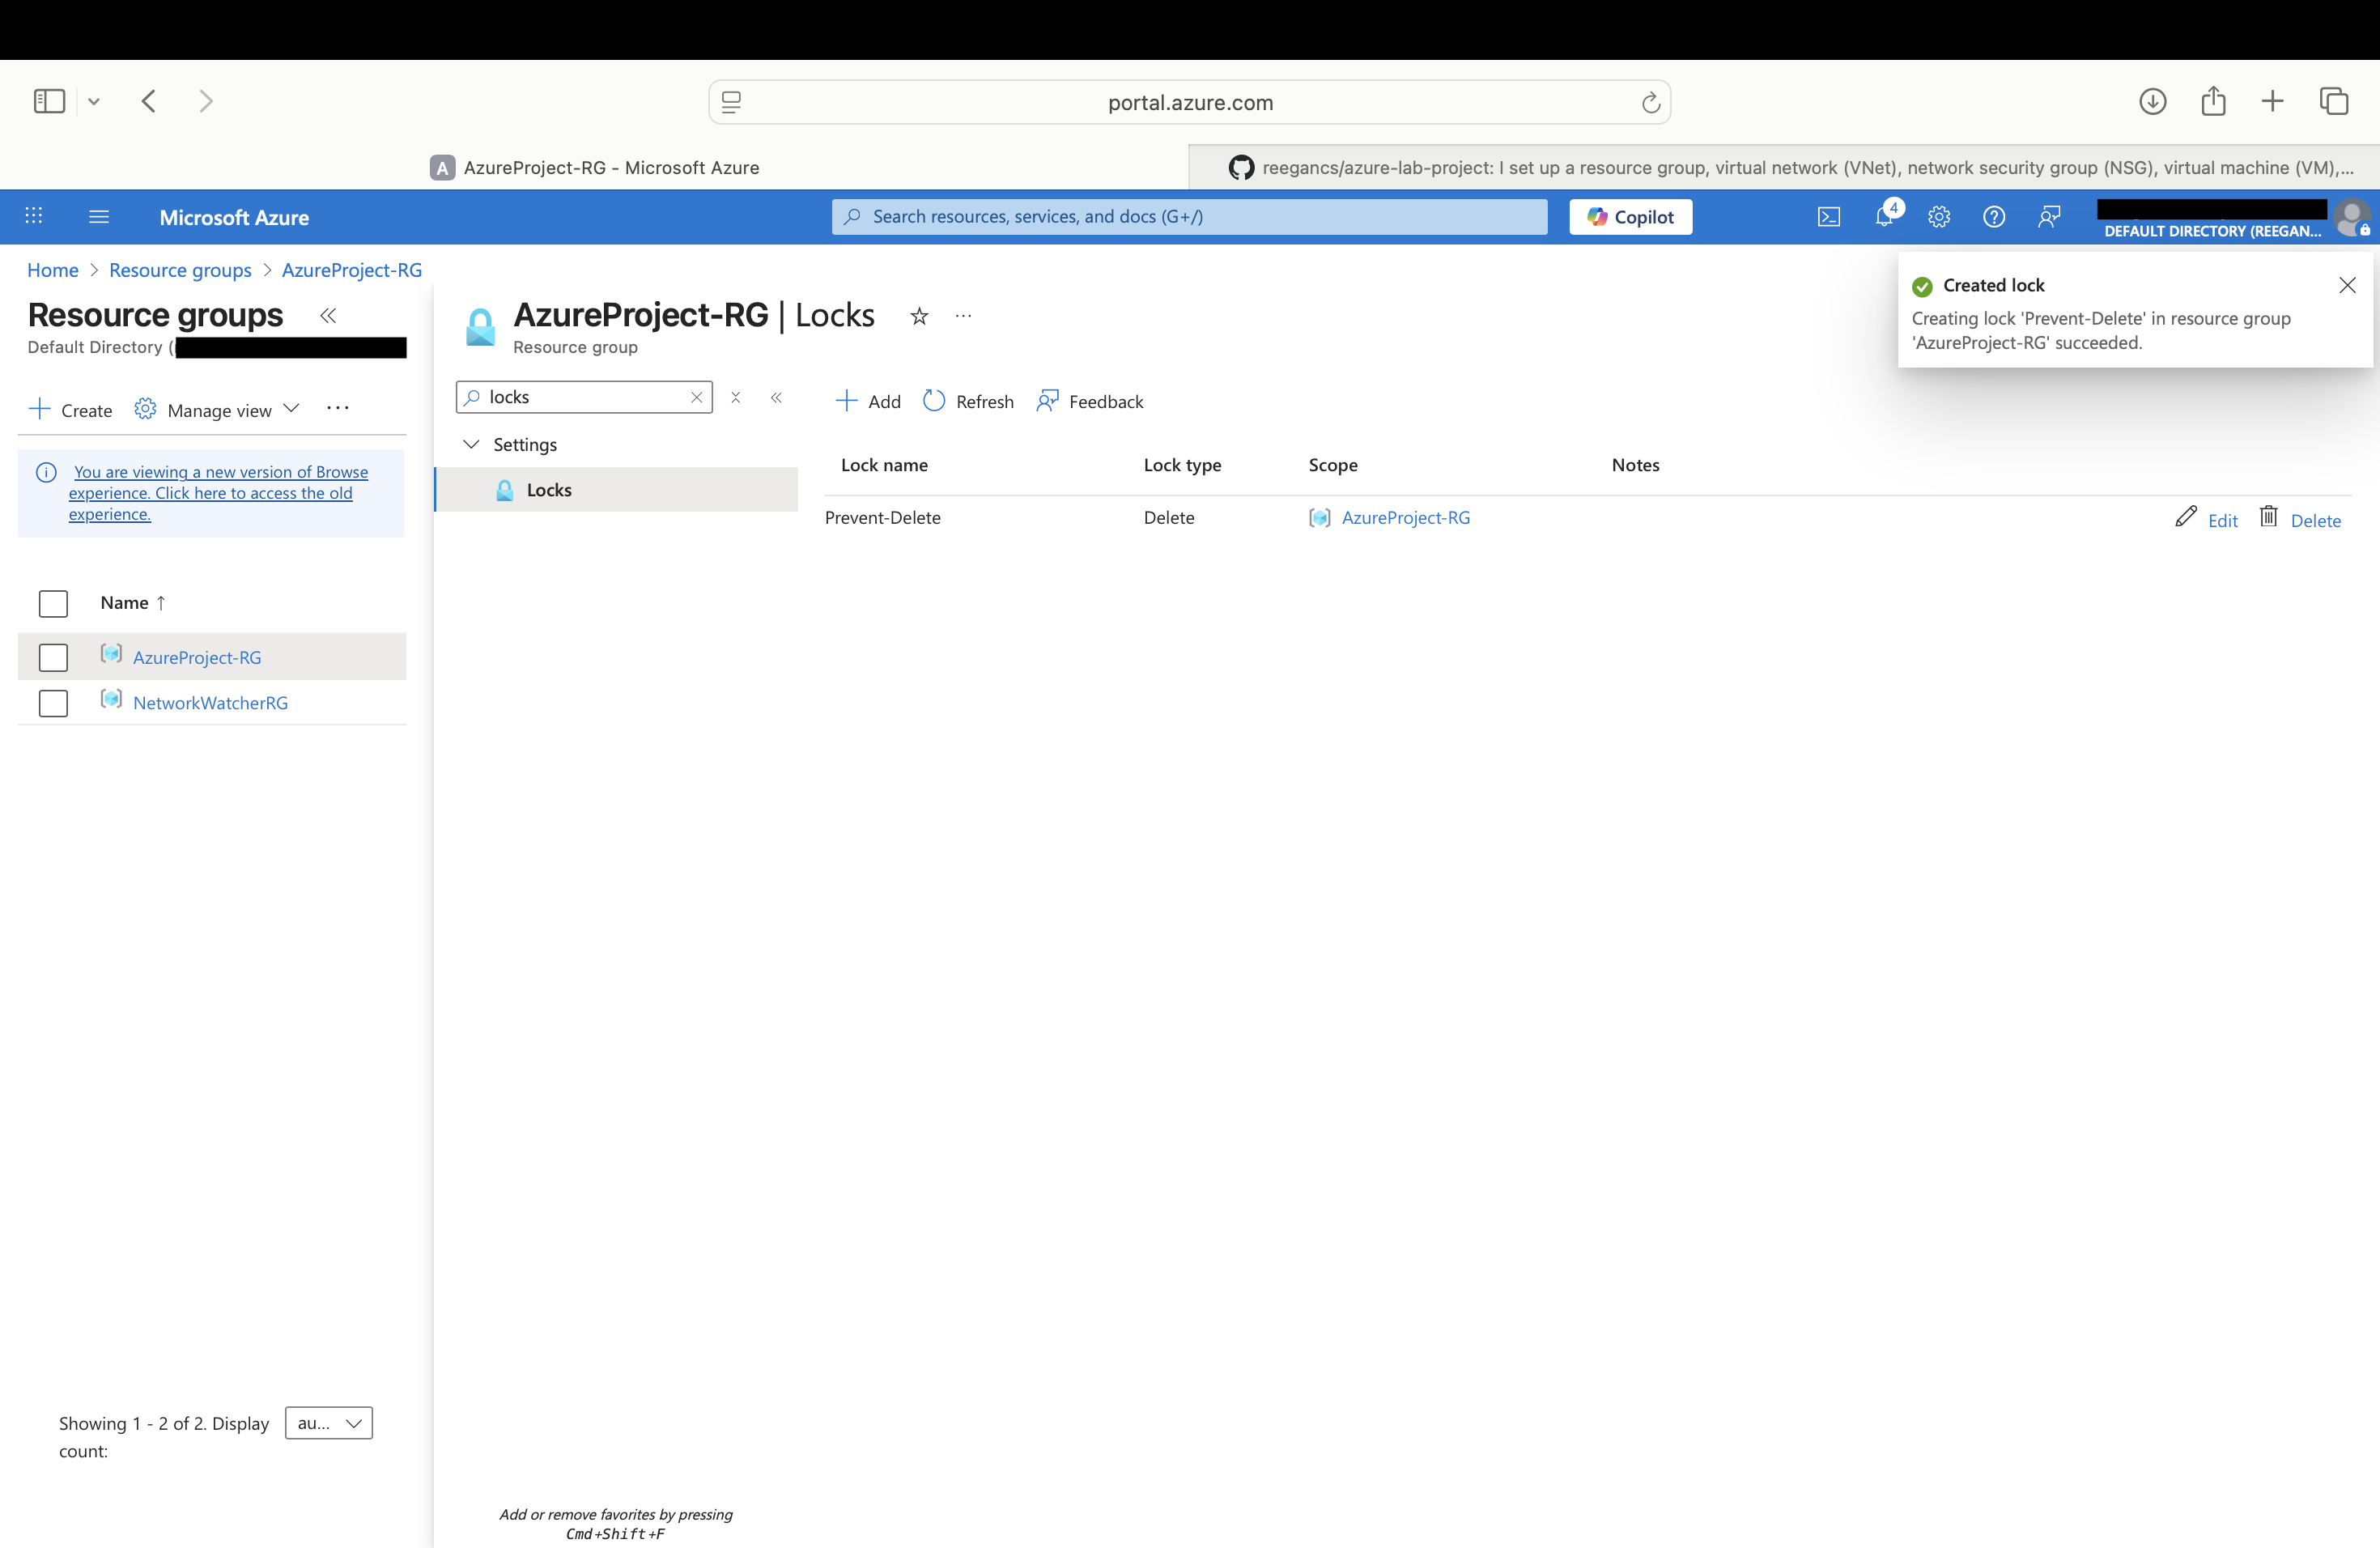 portal.azure.com
A AzureProject-RG - Microsoft Azure
reegancs/azure-lab-project: I set up a resource group, virtual network (VNet), network security group (NSG), virtual machine (VM),...
Microsoft Azure
Search resources, services, and docs (G+/)
Copilot
4
DEFAULT DIRECTORY (REEGAN...
Home > Resource groups > AzureProject-RG
Resource groups
Default Directory (
Create
Manage view
You are viewing a new version of Browse
experience. Click here to access the old
experience.
Name ↑
AzureProject-RG
NetworkWatcherRG
Showing 1 - 2 of 2. Display
count:
au...
AzureProject-RG | Locks
Resource group
locks
Settings
Locks
Add or remove favorites by pressing
Cmd+Shift+F
Add
Refresh
Feedback
Lock name Lock type Scope Notes
Prevent-Delete Delete AzureProject-RG Edit Delete
Created lock
Creating lock 'Prevent-Delete' in resource group
'AzureProject-RG' succeeded.